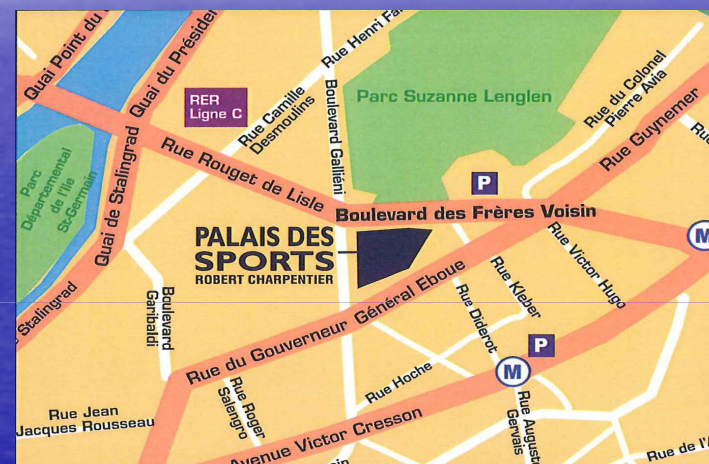 Quai Point du
Quai du Présiden
Rue Henri Fa
RER
Ligne C
Rue Camille
Desmoulins
Boulevard Galliéni
Parc Suzanne Lenglen
Rue du Colonel
Pierre Avia
Rue Guynemer
Rue
Parc
Départemental
de l'Ile
St-Germain
Quai de Stalingrad
Rue Rouget de Lisle
P
Boulevard des Frères Voisin
M
PALAIS DES
SPORTS
ROBERT CHARPENTIER
Stalingrad
Boulevard
Garibaldi
Rue du Gouverneur Général Eboue
Rue Kleber
Rue Victor Hugo
Rue Diderot
P
M
Rue Hoche
Rue Roger
Salengro
Rue Jean
Jacques Rousseau
Avenue Victor Cresson
Rue Auguste
Gervais
Rue de l'A